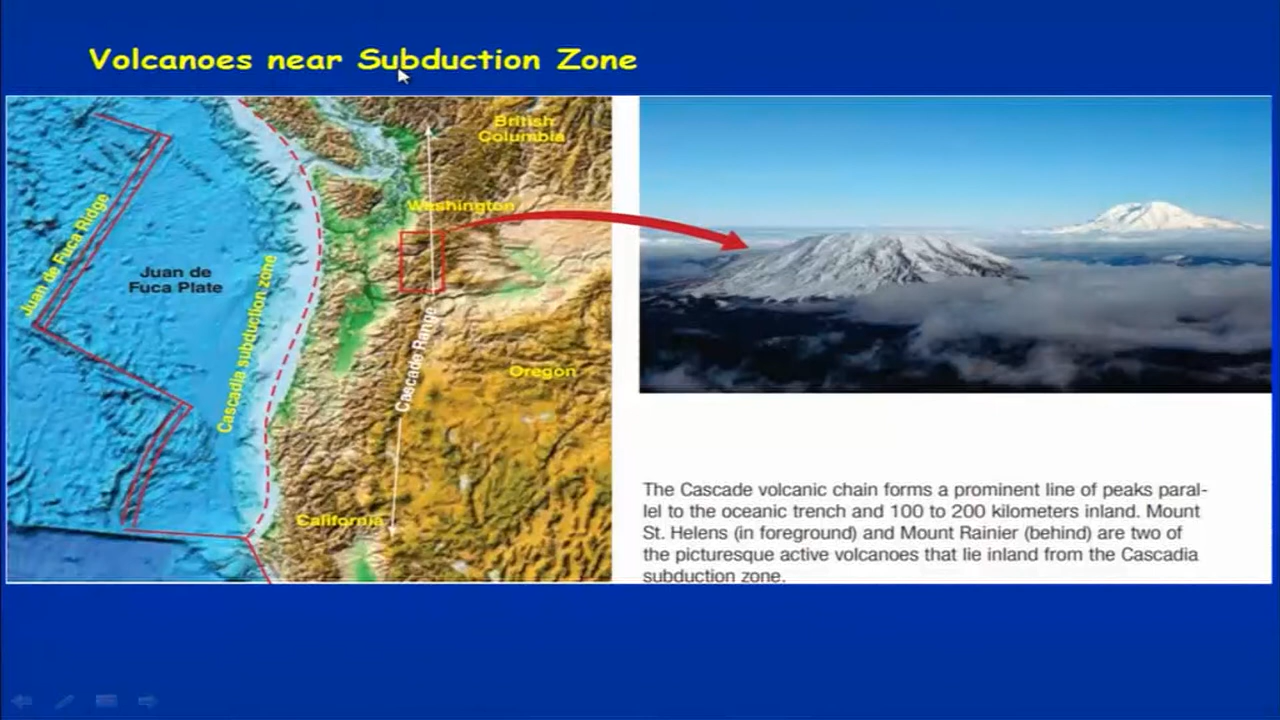 Volcanoes near Subduction Zone
British
Columbia
Washington
Juan de Fuca Ridge
Juan de
Fuca Plate
Cascadia subduction zone
Cascade Range
Oregon
California
The Cascade volcanic chain forms a prominent line of peaks paral-
lel to the oceanic trench and 100 to 200 kilometers inland. Mount
St. Helens (in foreground) and Mount Rainier (behind) are two of
the picturesque active volcanoes that lie inland from the Cascadia
subduction zone.